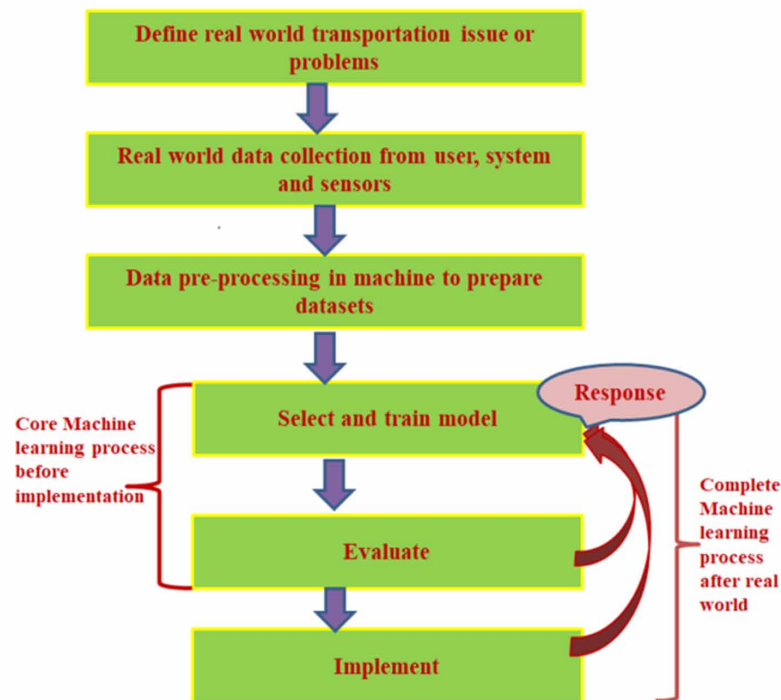 Define real world transportation issue or
problems
Real world data collection from user, system
and sensors
Data pre-processing in machine to prepare
datasets
Core Machine
learning process
before
implementation
Select and train model
Response
Evaluate
Complete
Machine
learning
process
after real
world
Implement